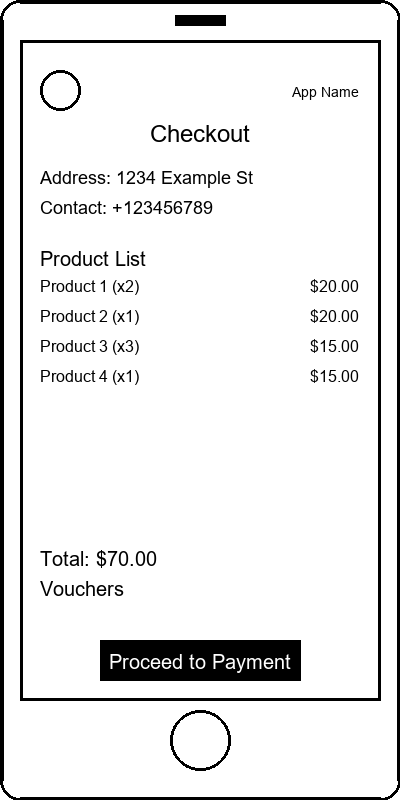 App Name
Checkout
Address: 1234 Example St
Contact: +123456789
Product List
Product 1 (x2) $20.00
Product 2 (x1) $20.00
Product 3 (x3) $15.00
Product 4 (x1) $15.00
Total: $70.00
Vouchers
Proceed to Payment